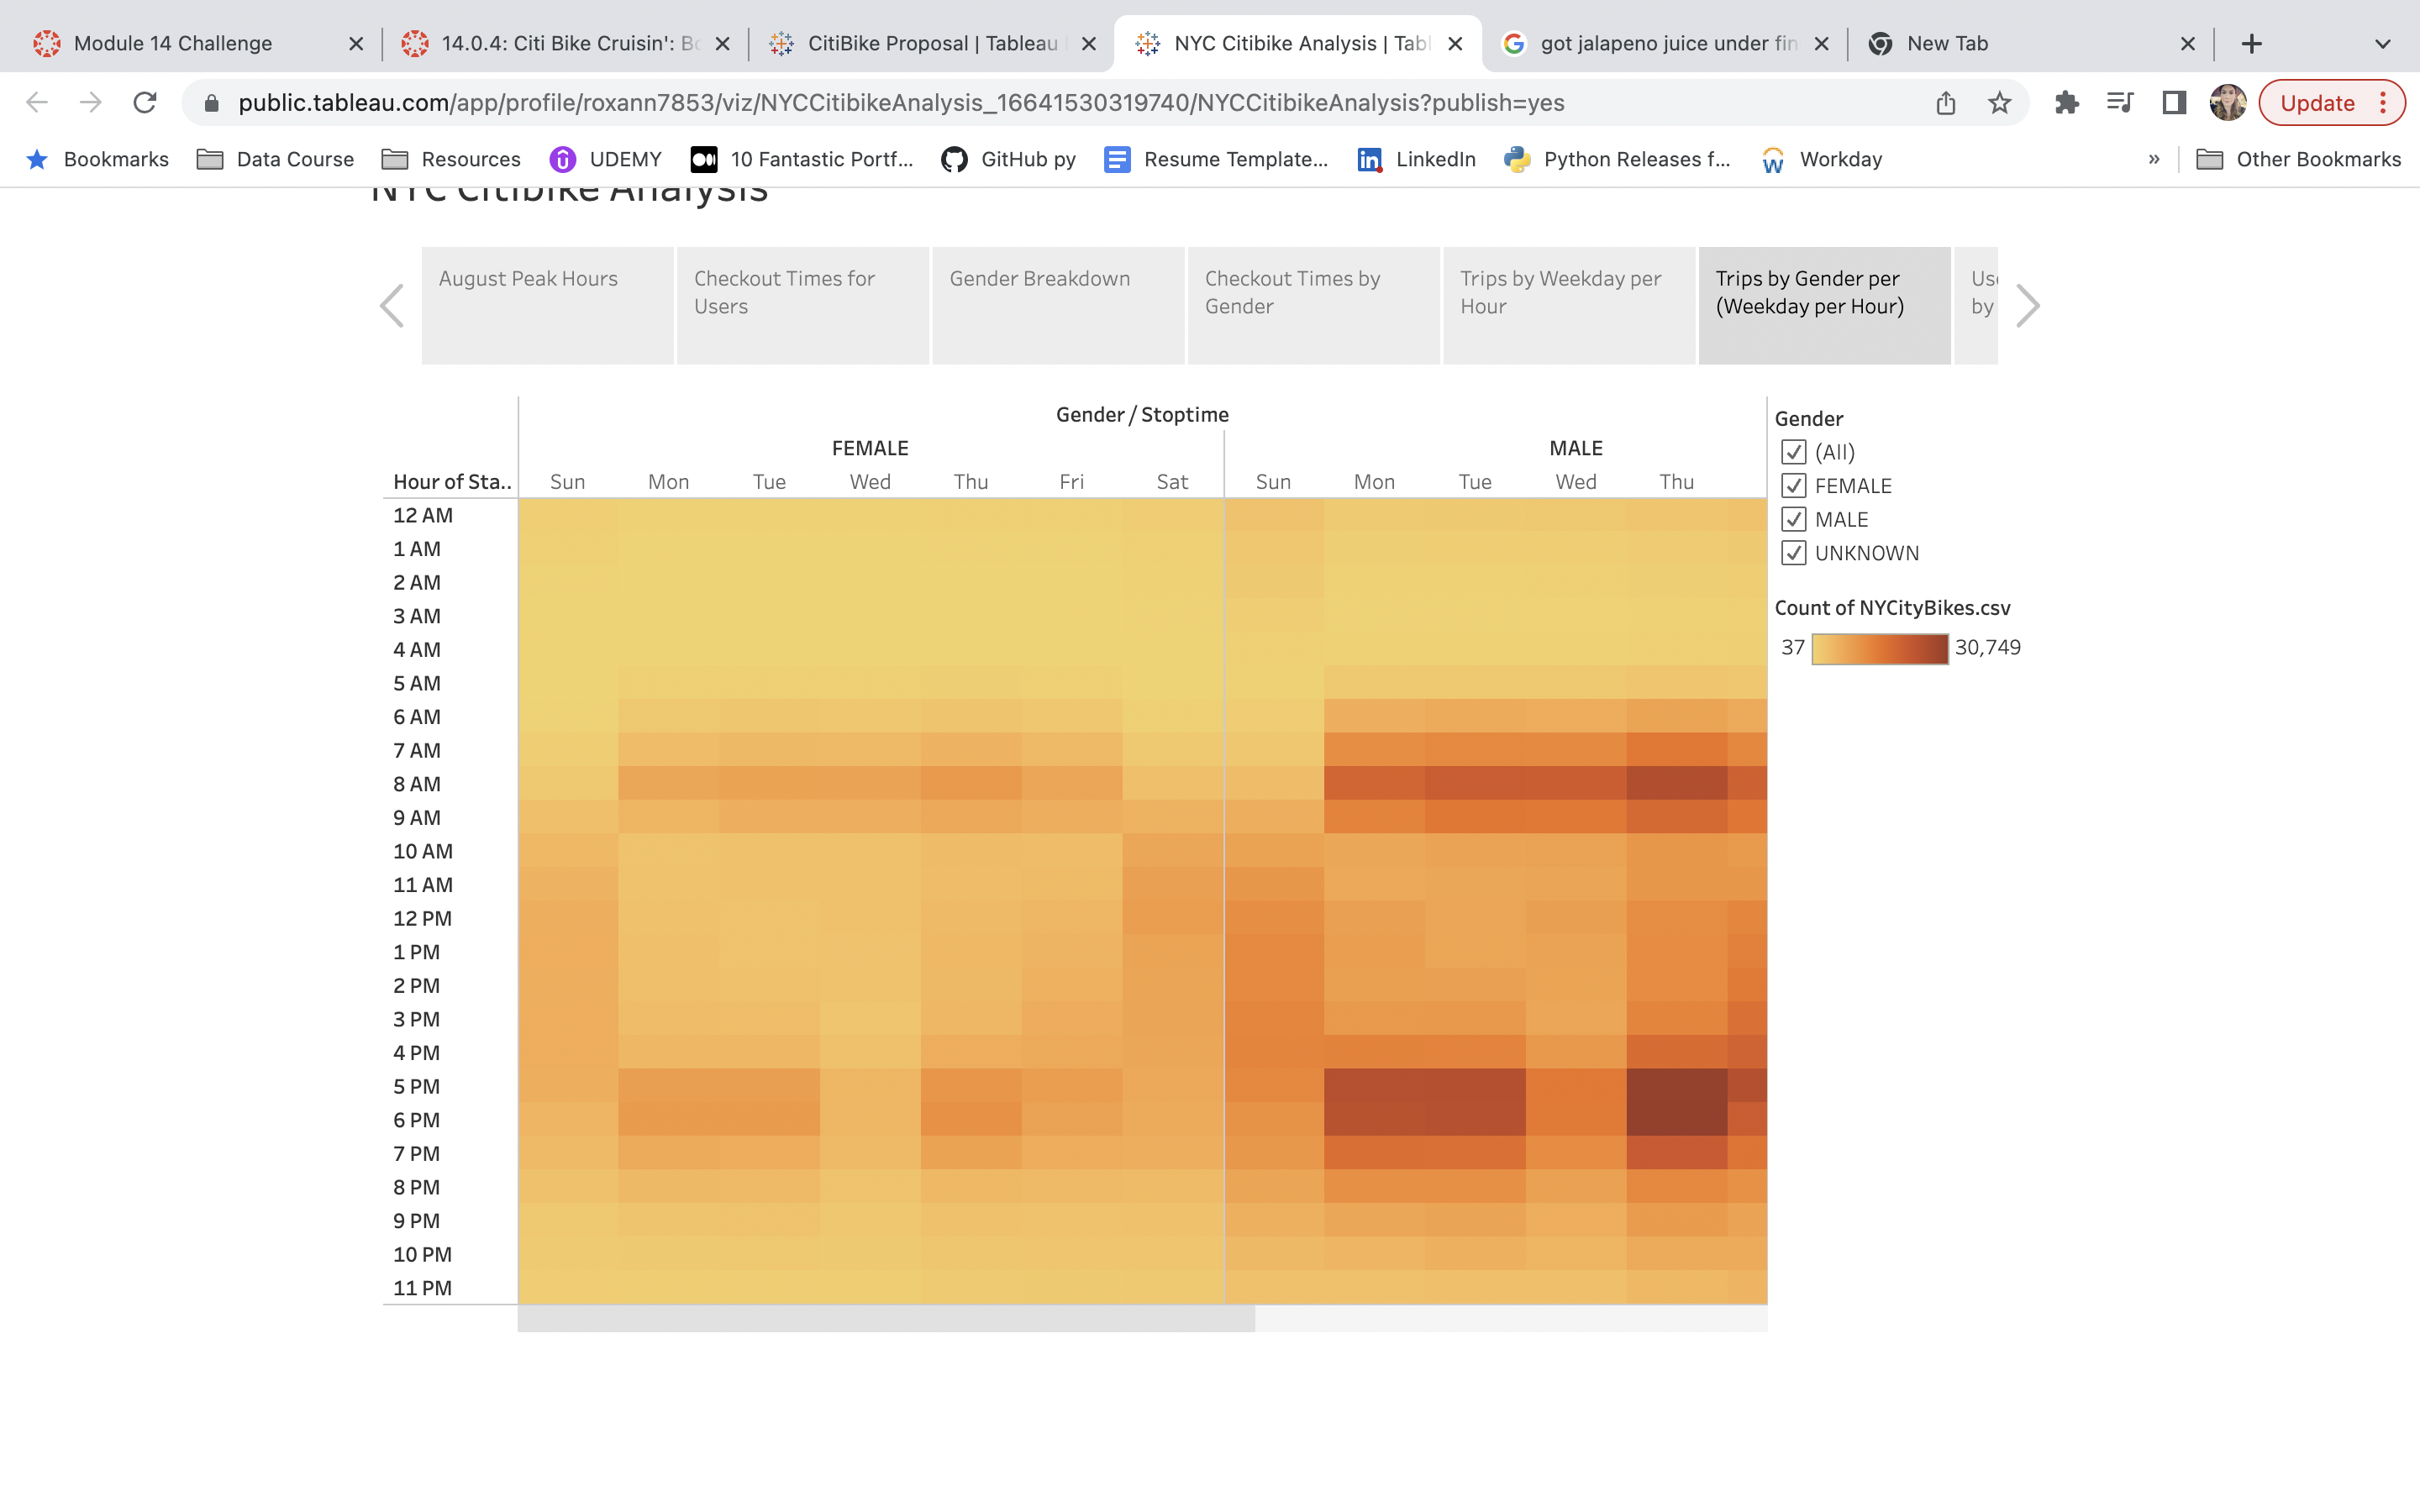 Module 14 Challenge
14.0.4: Citi Bike Cruisin': Bo
CitiBike Proposal | Tableau
NYC Citibike Analysis | Tabl
got jalapeno juice under fin
New Tab
public.tableau.com/app/profile/roxann7853/viz/NYCCitibikeAnalysis_16641530319740/NYCCitibikeAnalysis?publish=yes
Update
Bookmarks
Data Course
Resources
UDEMY
10 Fantastic Portf...
GitHub py
Resume Template...
LinkedIn
Python Releases f...
Workday
»
Other Bookmarks
NYC Citibike Analysis
August Peak Hours
Checkout Times for
Users
Gender Breakdown
Checkout Times by
Gender
Trips by Weekday per
Hour
Trips by Gender per
(Weekday per Hour)
Us
by
Gender / Stoptime
FEMALE
MALE
Hour of Sta..
Sun Mon Tue Wed Thu Fri Sat Sun Mon Tue Wed Thu
12 AM
1 AM
2 AM
3 AM
4 AM
5 AM
6 AM
7 AM
8 AM
9 AM
10 AM
11 AM
12 PM
1 PM
2 PM
3 PM
4 PM
5 PM
6 PM
7 PM
8 PM
9 PM
10 PM
11 PM
Gender
(All)
FEMALE
MALE
UNKNOWN
Count of NYCityBikes.csv
37 30,749